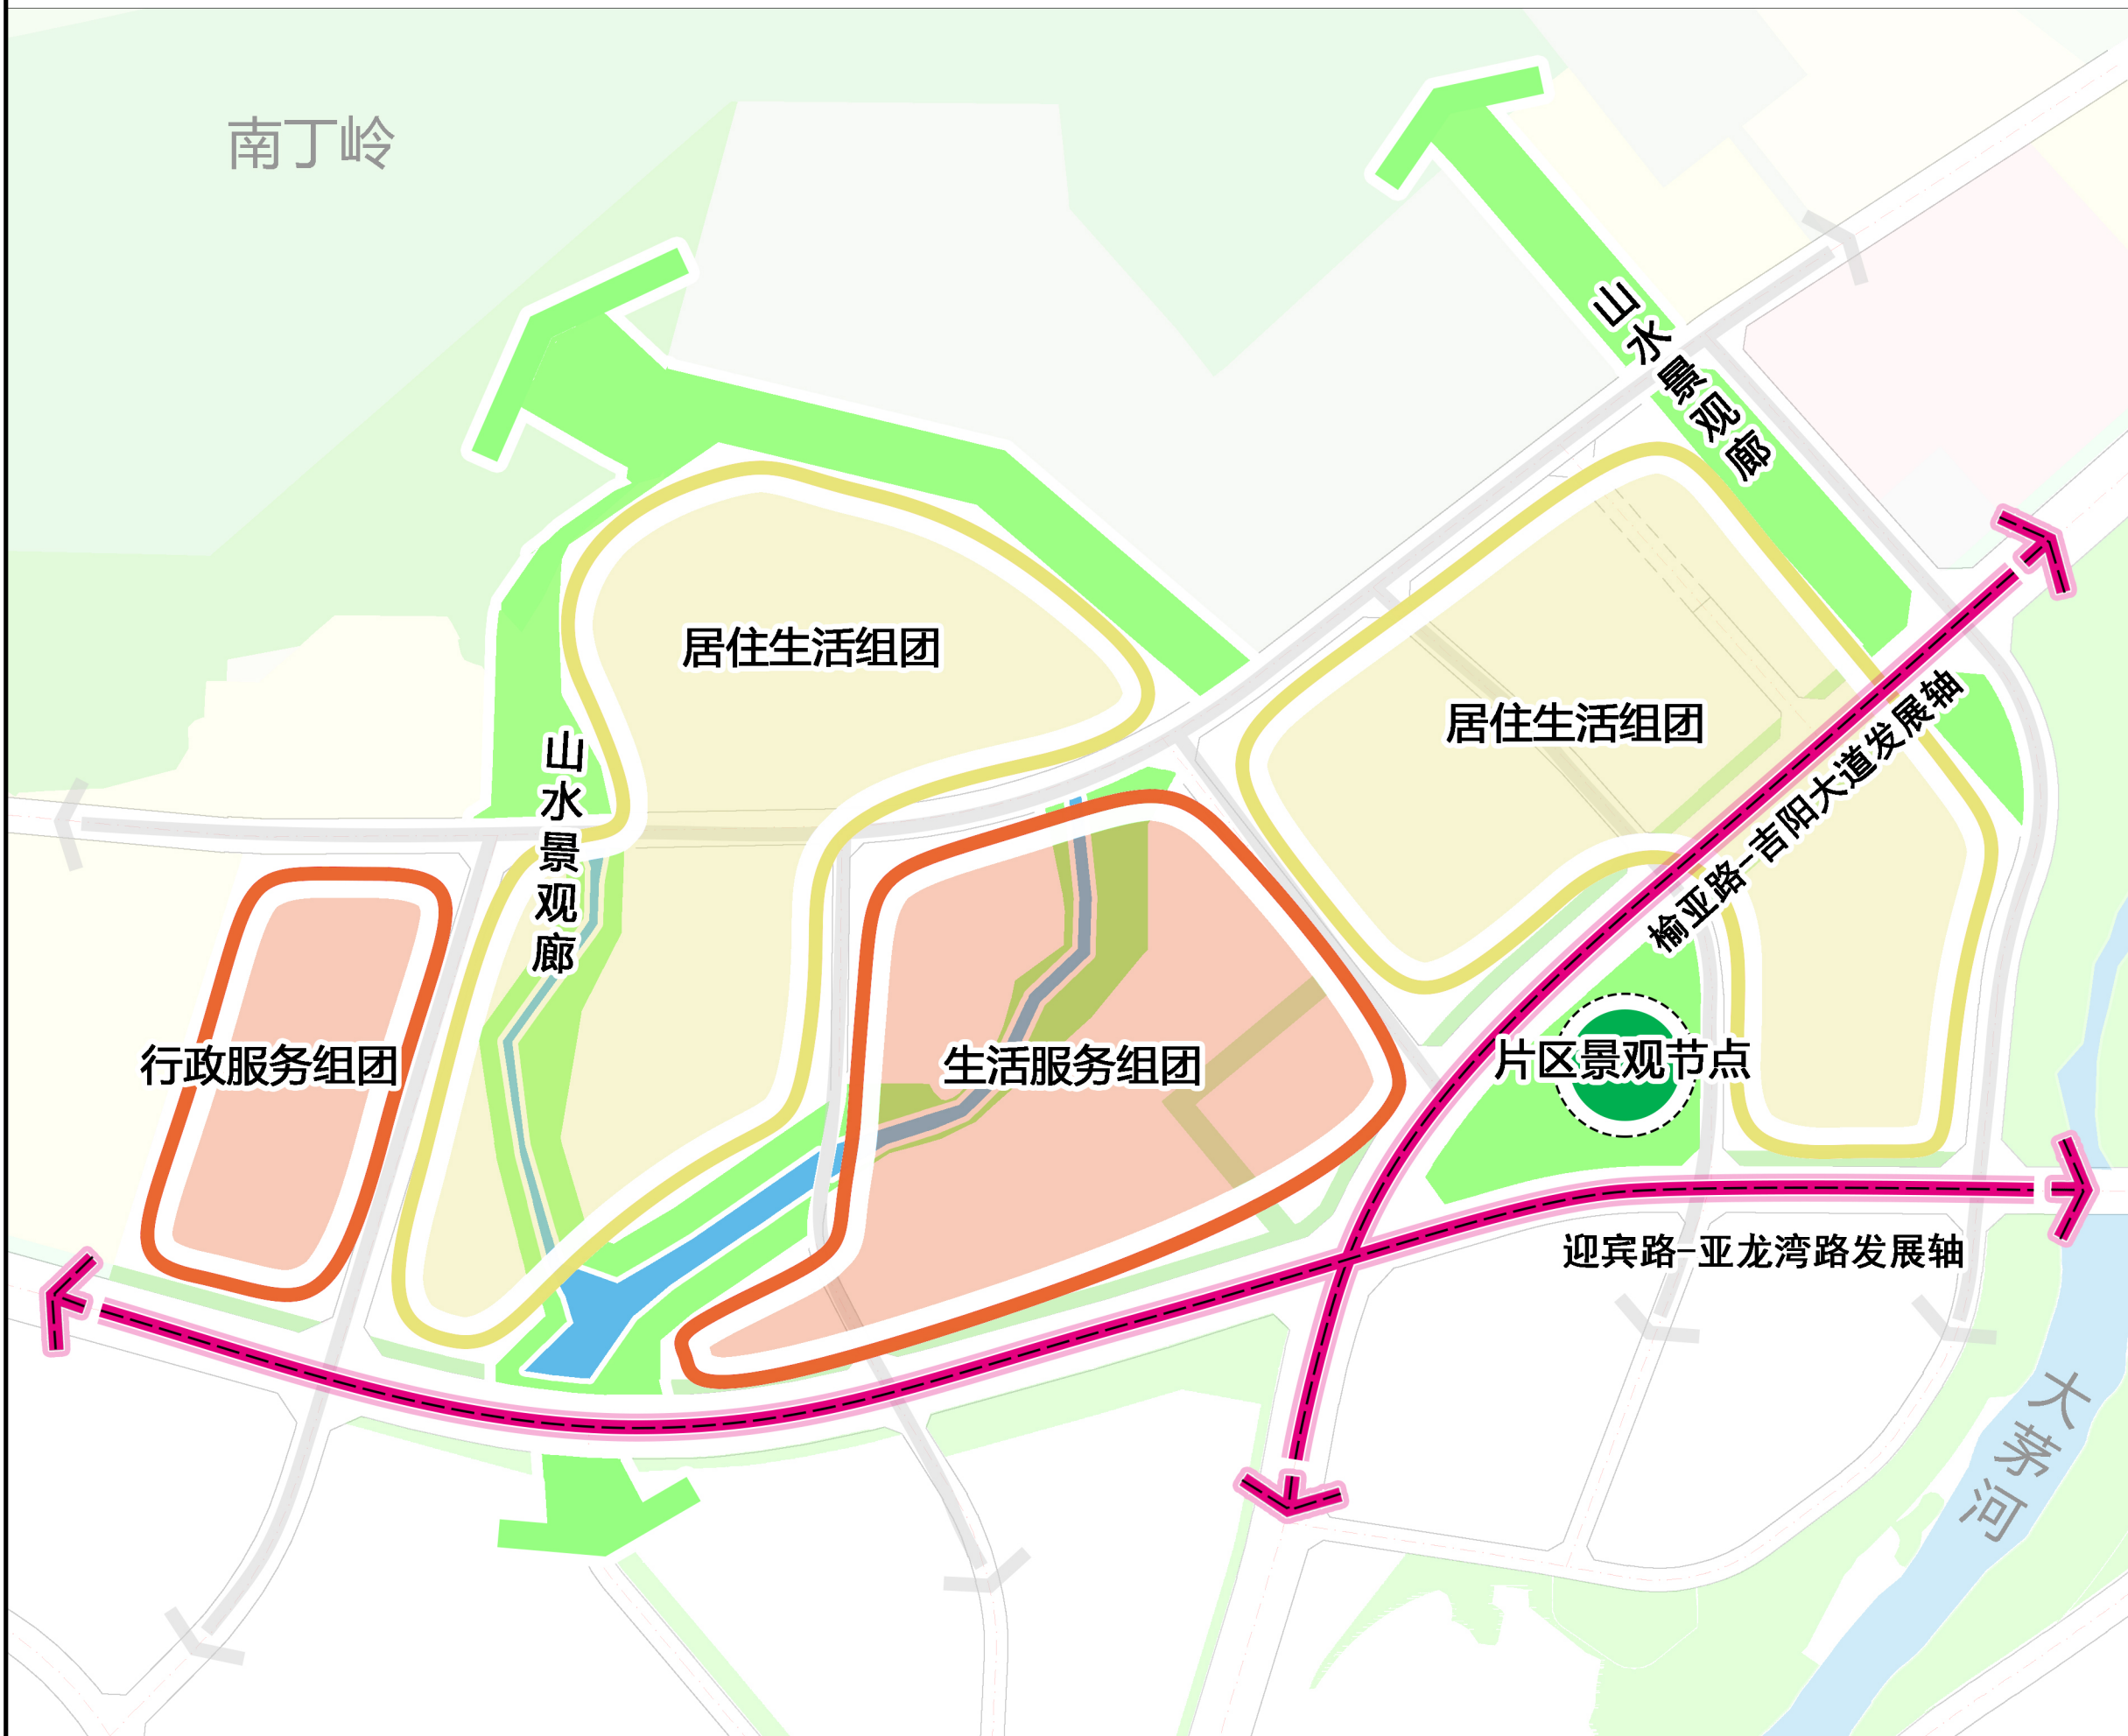 南丁岭
山水景观廊
居住生活组团
居住生活组团
山水景观廊
榆亚路-吉阳大道发展轴
行政服务组团
生活服务组团
片区景观节点
迎宾路-亚龙湾路发展轴
大茅河